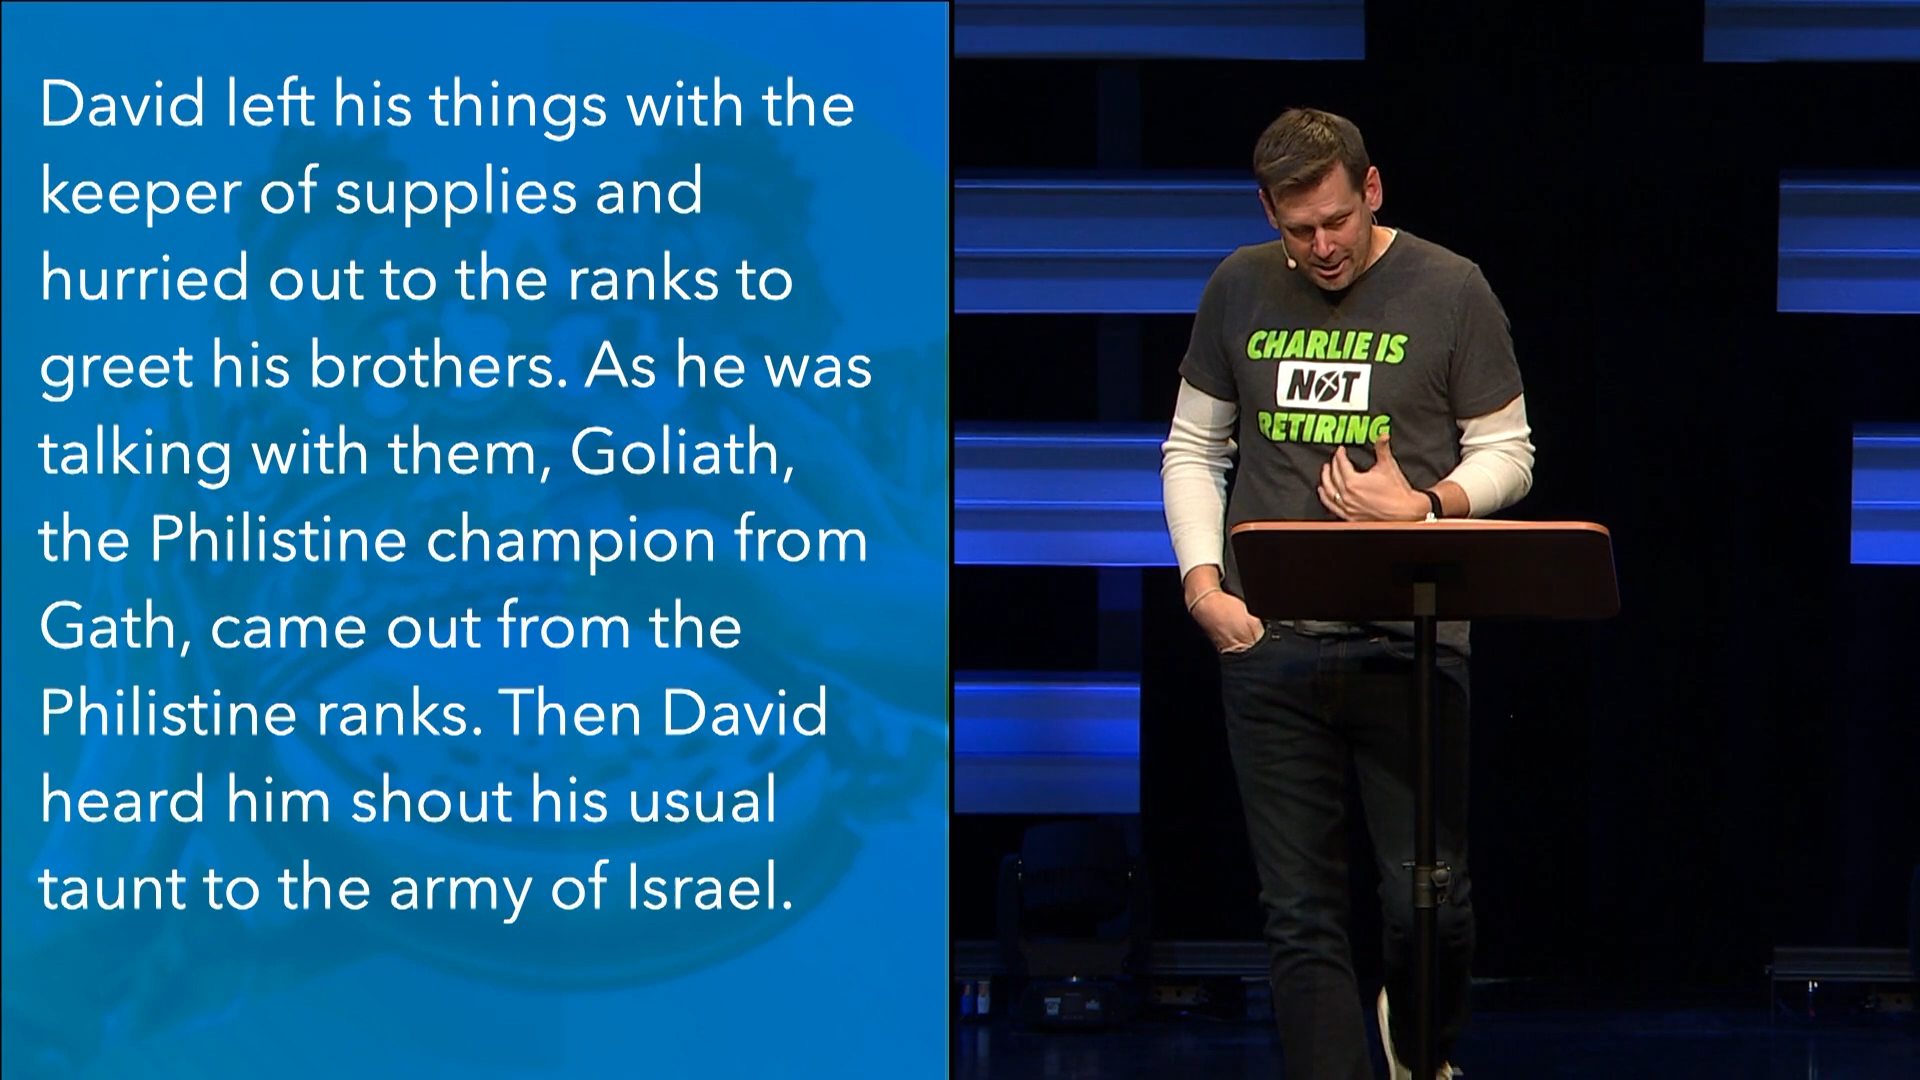 David left his things with the
keeper of supplies and
hurried out to the ranks to
greet his brothers. As he was
talking with them, Goliath,
the Philistine champion from
Gath, came out from the
Philistine ranks. Then David
heard him shout his usual
taunt to the army of Israel.
CHARLIE IS
NOT
RETIRING